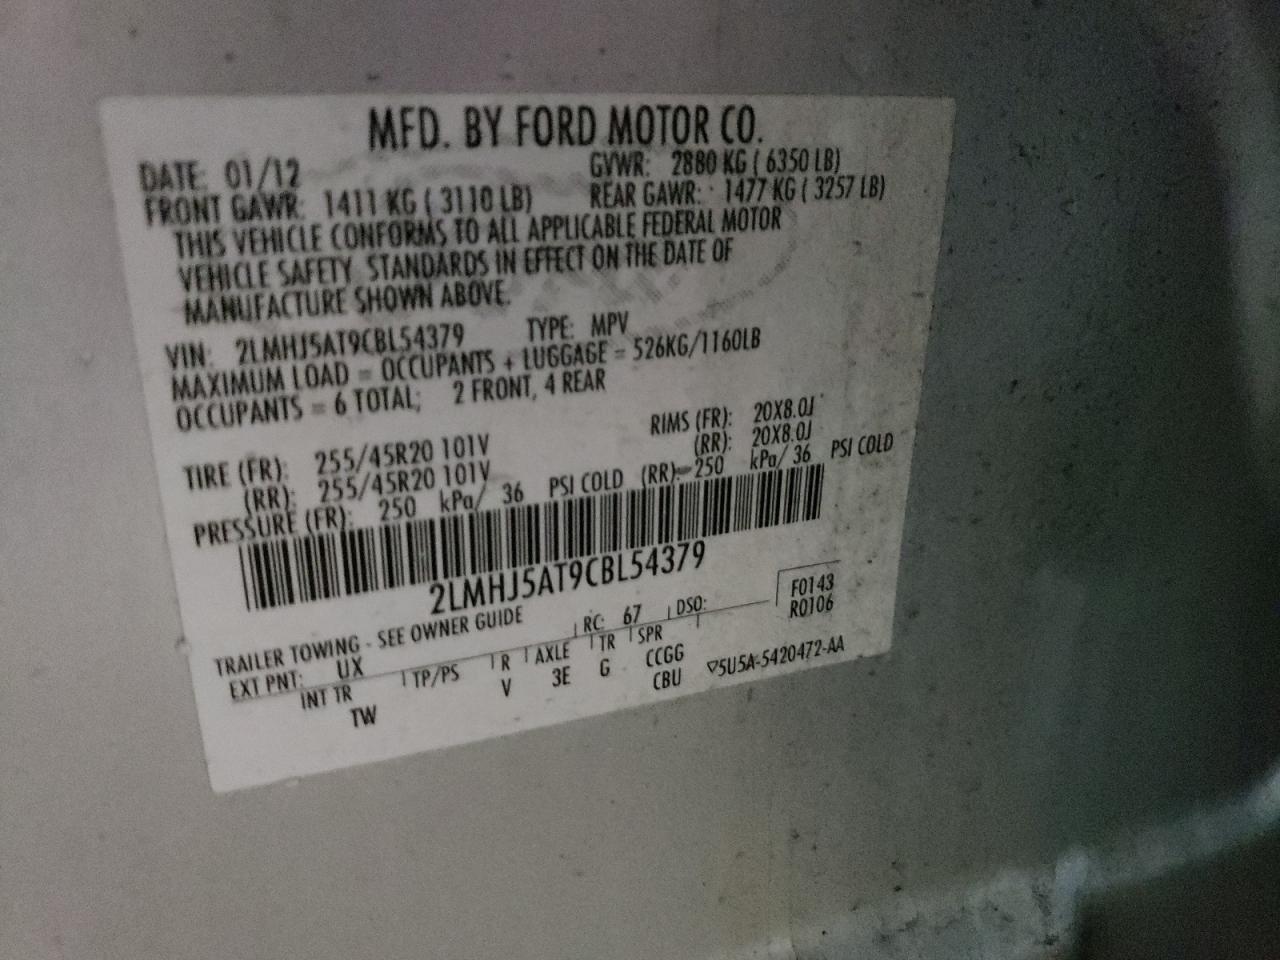 MFD. BY FORD MOTOR CO.
DATE: 01/12 GVWR: 2880 KG ( 6350 LB)
FRONT GAWR: 1411 KG ( 3110 LB) REAR GAWR: 1477 KG ( 3257 LB)
THIS VEHICLE CONFORMS TO ALL APPLICABLE FEDERAL MOTOR
VEHICLE SAFETY STANDARDS IN EFFECT ON THE DATE OF
MANUFACTURE SHOWN ABOVE.
VIN: 2LMHJ5AT9CBL54379 TYPE: MPV
MAXIMUM LOAD = OCCUPANTS + LUGGAGE = 526KG/1160LB
OCCUPANTS = 6 TOTAL; 2 FRONT, 4 REAR
TIRE (FR): 255/45R20 101V RIMS (FR): 20X8.0J
(RR): 255/45R20 101V (RR): 20X8.0J
PRESSURE (FR): 250 kPa/ 36 PSI COLD (RR): 250 kPa/ 36 PSI COLD
2LMHJ5AT9CBL54379
TRAILER TOWING - SEE OWNER GUIDE
F0143
R0106
EXT PNT: UX RC: 67 DSO:
INT TR TP/PS R AXLE TR SPR
TW V 3E G CCGG
CBU
▽5U5A-5420472-AA